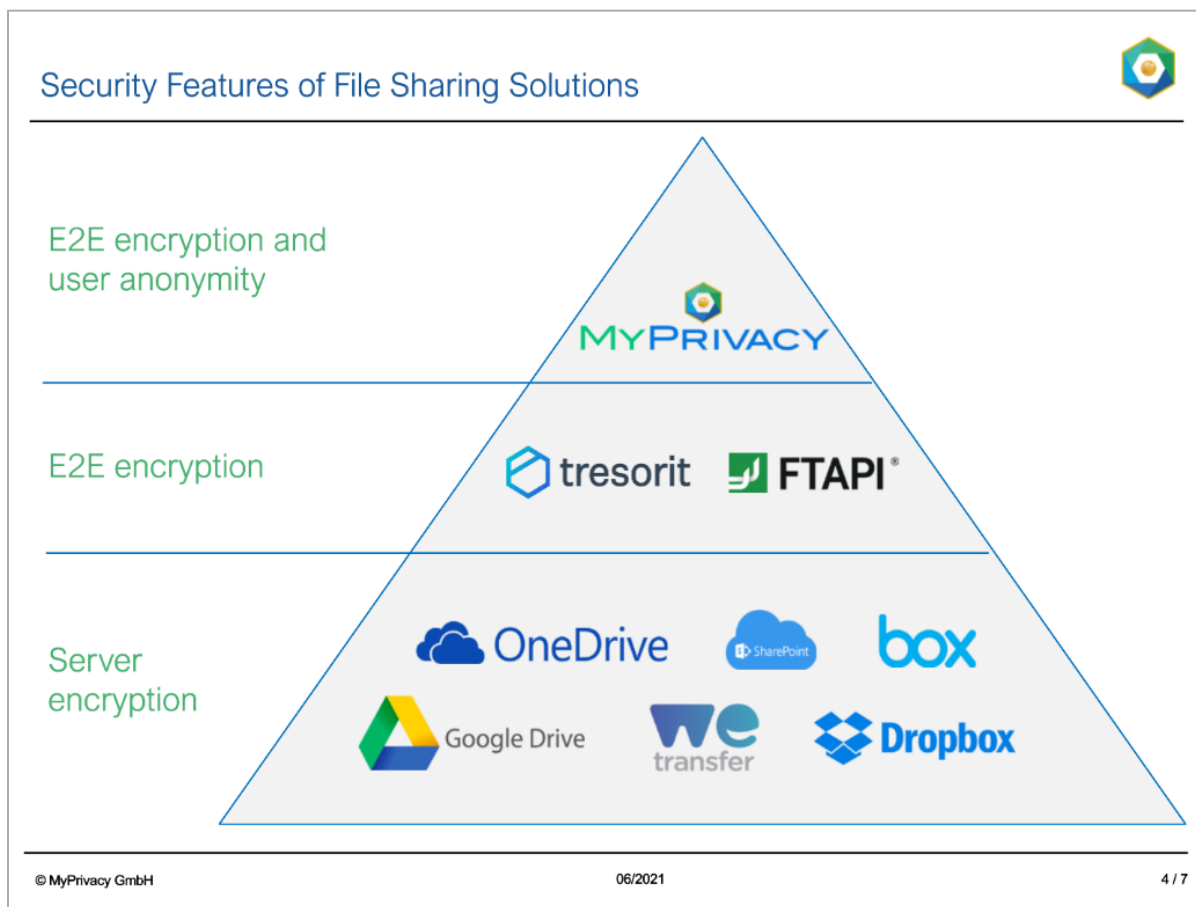 Security Features of File Sharing Solutions
E2E encryption and
user anonymity
MYPRIVACY
E2E encryption
tresorit
FTAPI®
Server
encryption
OneDrive
SharePoint
box
Google Drive
we
transfer
Dropbox
© MyPrivacy GmbH
06/2021
4 / 7